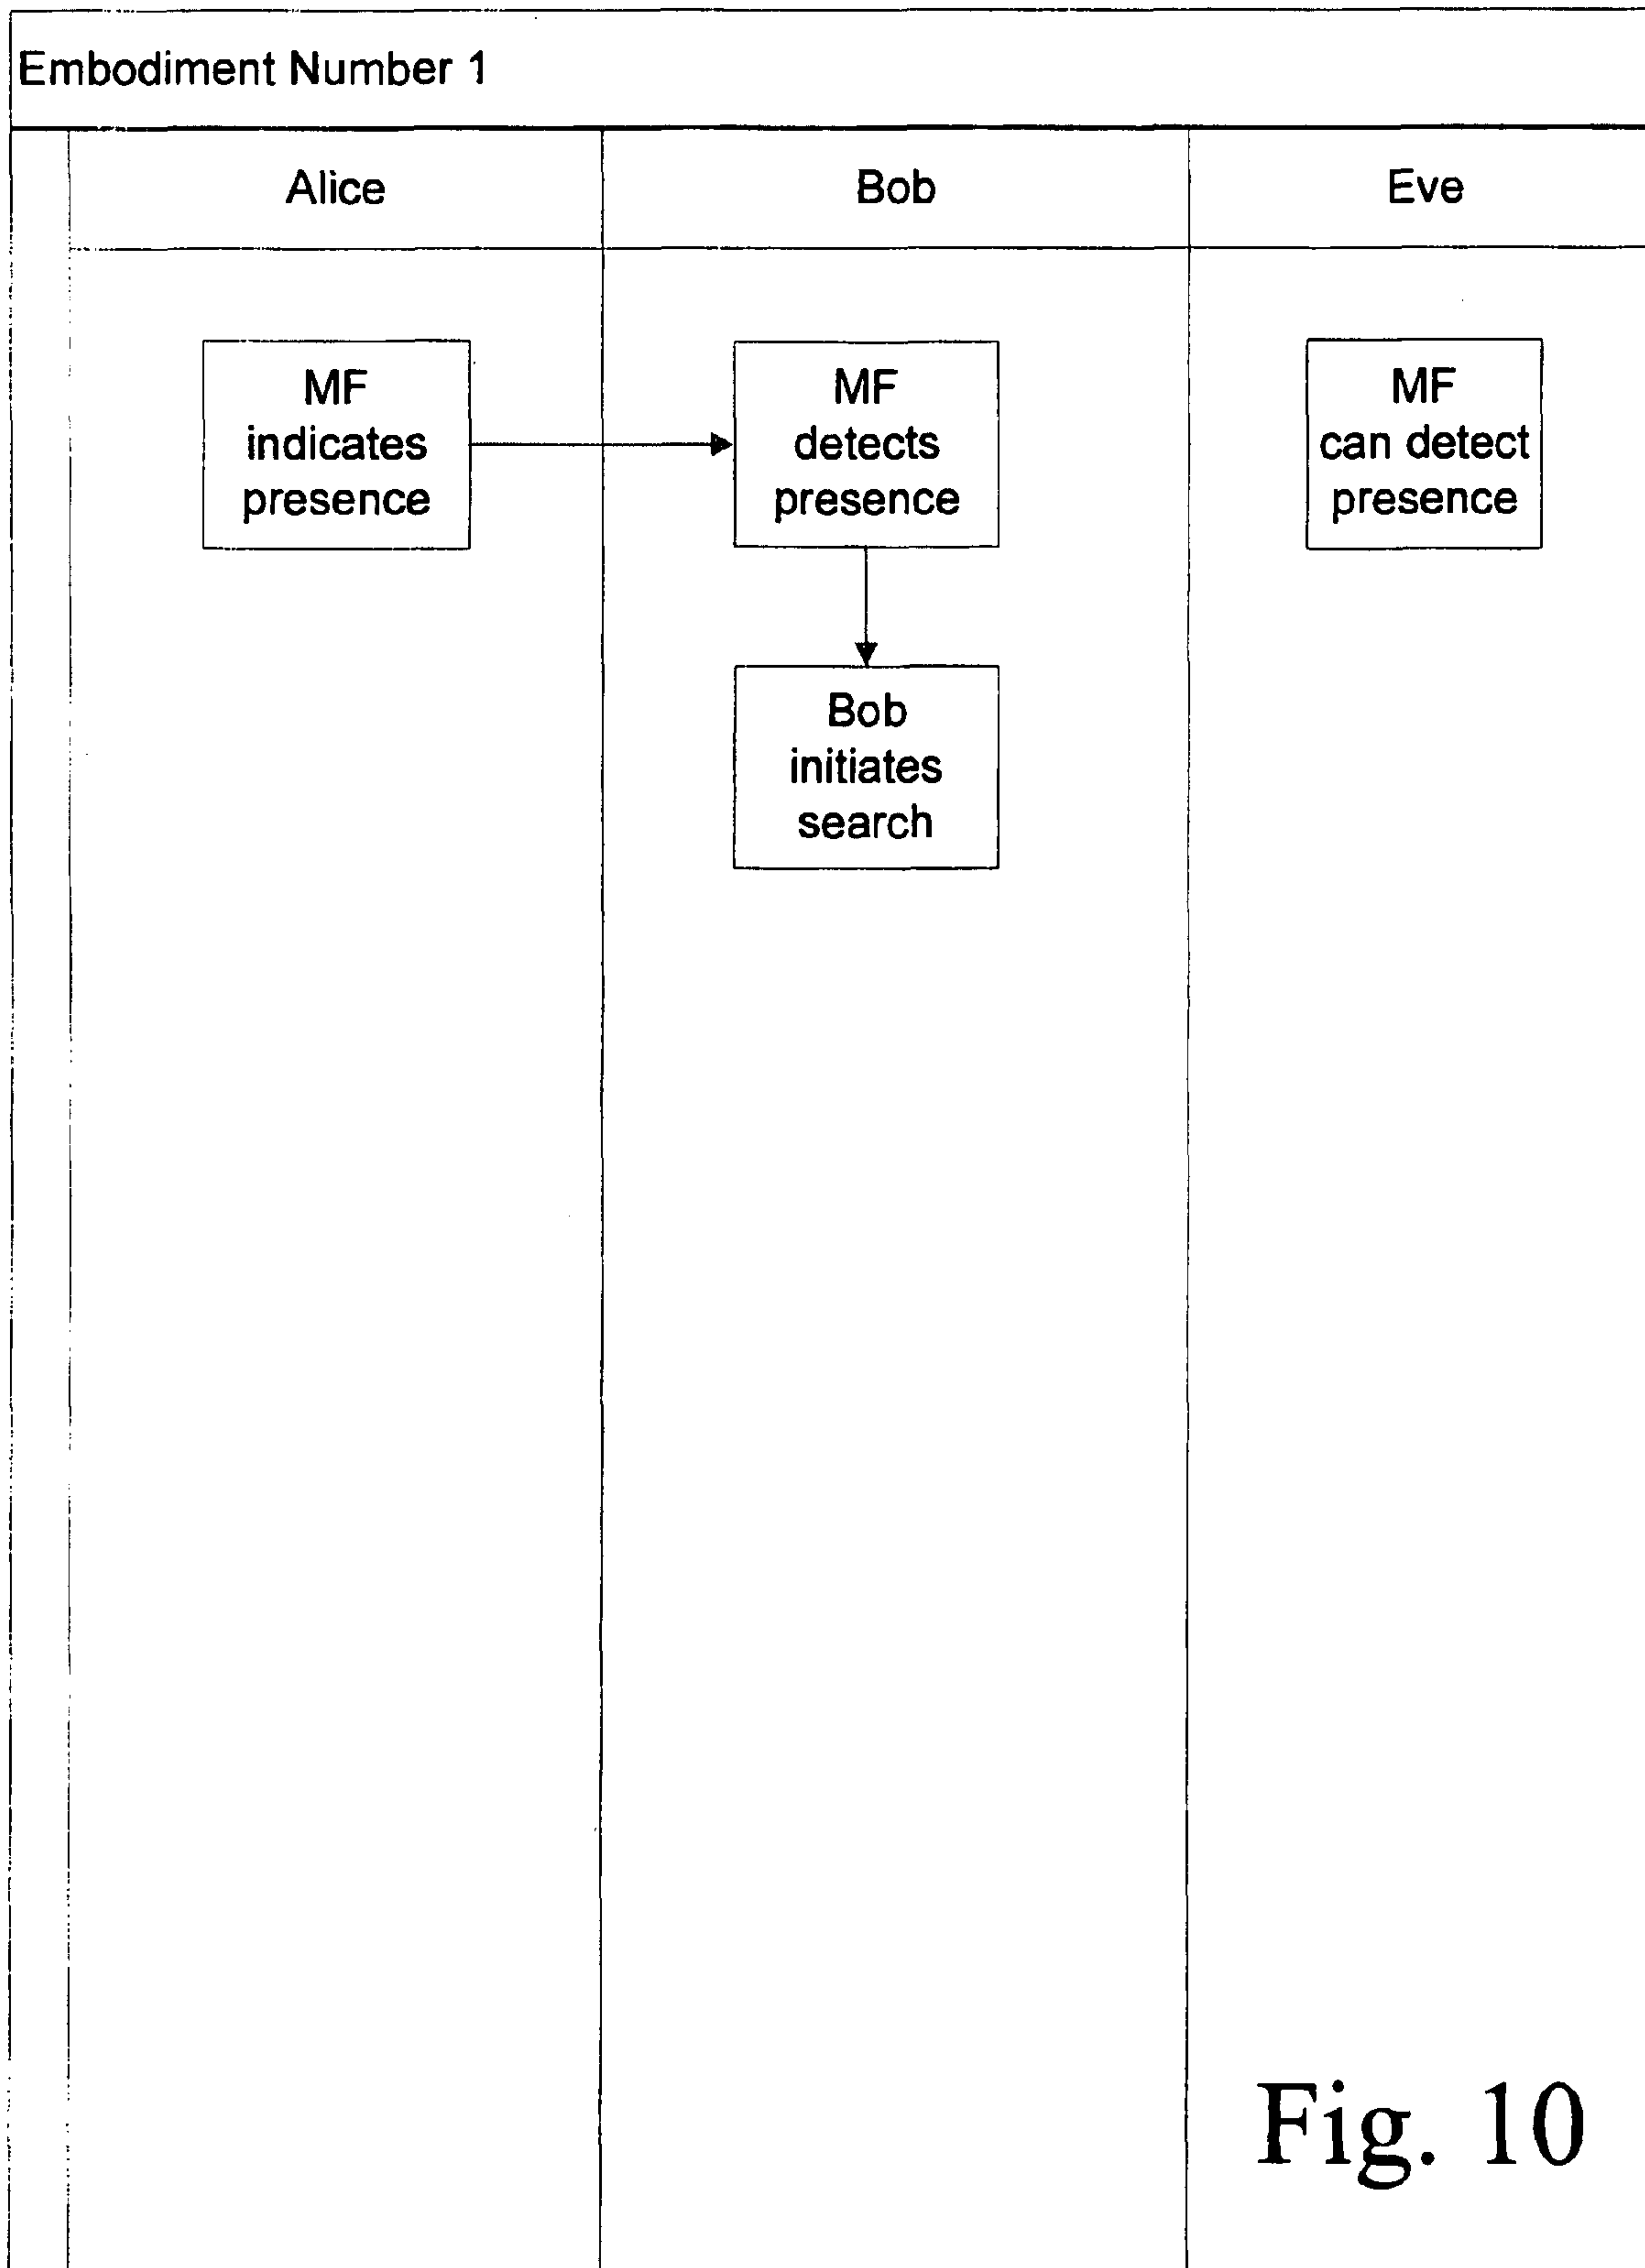 Embodiment Number 1
Alice
Bob
Eve
MF
indicates
presence
MF
detects
presence
MF
can detect
presence
Bob
initiates
search
Fig. 10